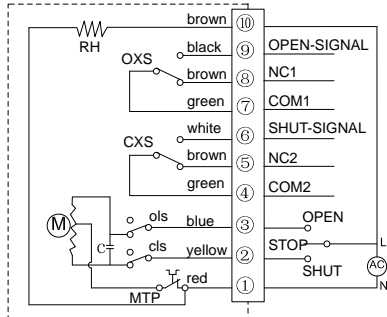 brown ⑩
RH
black ⑨ OPEN-SIGNAL
OXS
brown ⑧ NC1
green ⑦ COM1
white ⑥ SHUT-SIGNAL
CXS
brown ⑤ NC2
green ④ COM2
ols blue ③ OPEN
M
C
STOP L
cls yellow ② SHUT
AC
red ① N
MTP